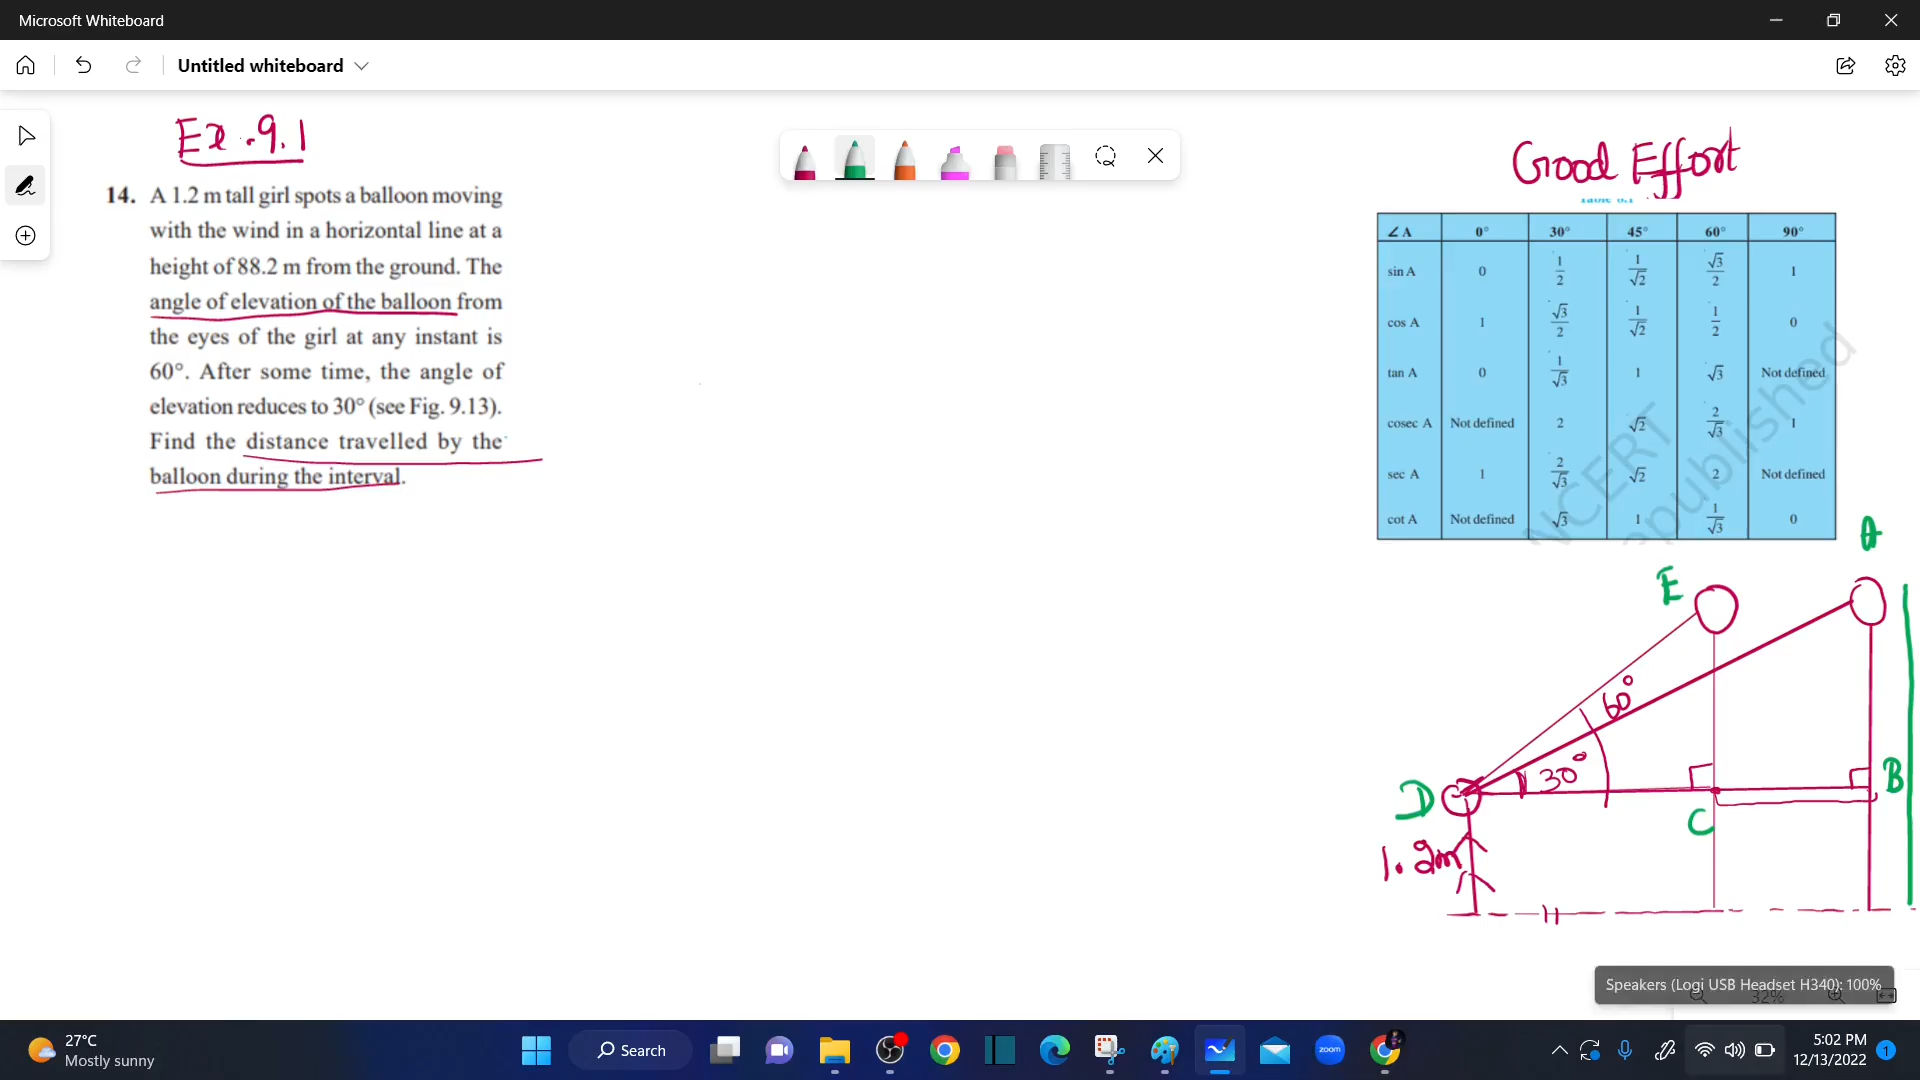 Microsoft Whiteboard
Untitled whiteboard
Ex. 9.1
14. A 1.2 m tall girl spots a balloon moving
with the wind in a horizontal line at a
height of 88.2 m from the ground. The
angle of elevation of the balloon from
the eyes of the girl at any instant is
60°. After some time, the angle of
elevation reduces to 30° (see Fig. 9.13).
Find the distance travelled by the
balloon during the interval.
Good Effort
∠A 0° 30° 45° 60° 90°
sin A 0 1/2 1/√2 √3/2 1
cos A 1 √3/2 1/√2 1/2 0
tan A 0 1/√3 1 √3 Not defined
cosec A Not defined 2 √2 2/√3 1
sec A 1 2/√3 √2 2 Not defined
cot A Not defined √3 1 1/√3 0
NCERT
republished
A
E
60°
30°
D
B
C
1.2m
Speakers (Logi USB Headset H340): 100%
32%
27°C
Mostly sunny
Search
zoom
5:02 PM
12/13/2022
1